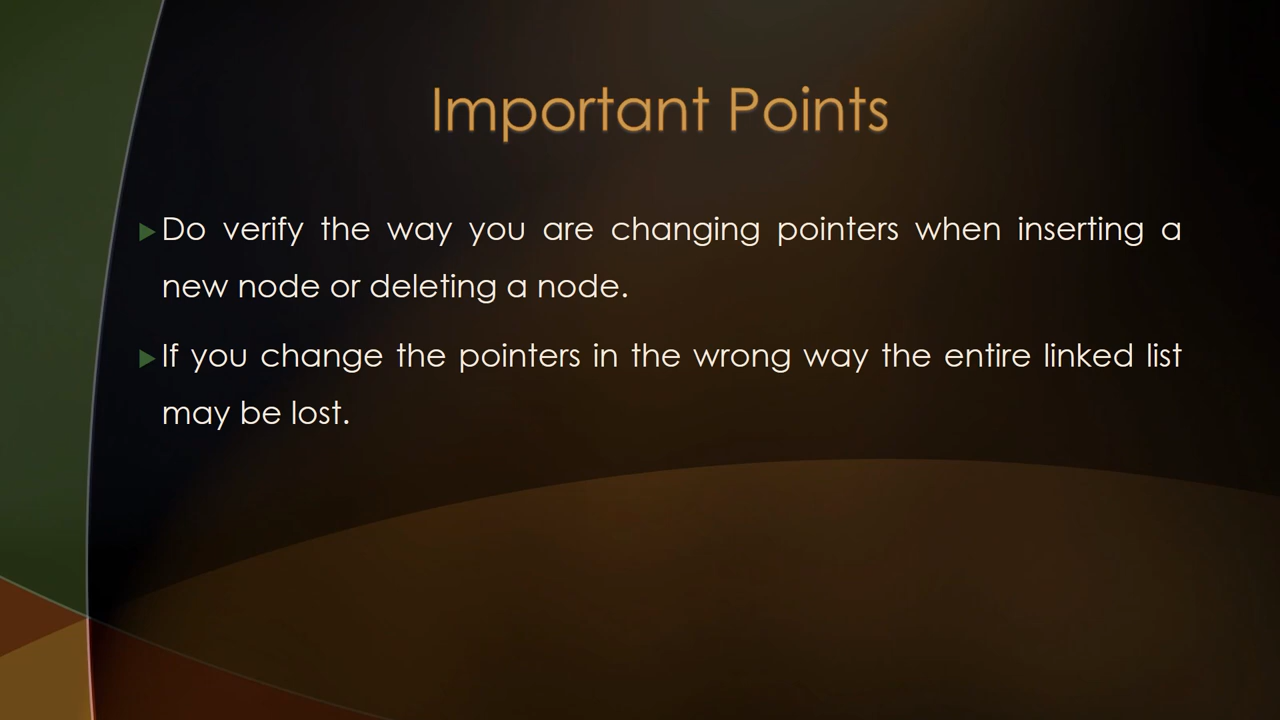 Important Points
Do verify the way you are changing pointers when inserting a
new node or deleting a node.
If you change the pointers in the wrong way the entire linked list
may be lost.